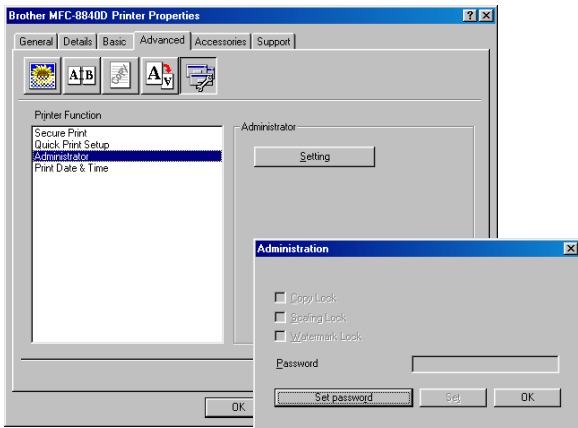 Brother MFC-8840D Printer Properties
General Details Basic Advanced Accessories Support
A B
A A
Printer Function
Secure Print
Quick Print Setup
Administrator
Print Date & Time
Administrator
Setting
OK
Administration
Copy Lock
Scaling Lock
Watermark Lock
Password
Set password Set OK